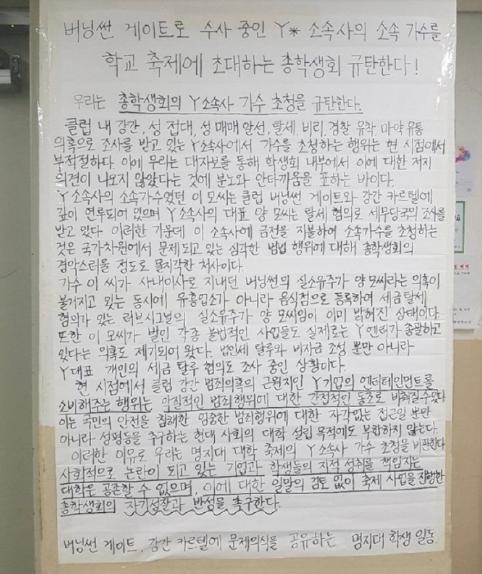 버닝썬 게이트로 수사 중인 Y* 소속사의 소속 가수를
학교 축제에 초대하는 총학생회 규탄한다!
우리는 총학생회의 Y소속사 가수 초청을 규탄한다.
클럽 내 강간, 성 접대, 성매매 알선, 탈세, 비리, 경찰 유착 마약 유통
의혹으로 조사를 받고 있는 Y소속사에서 가수를 초청하는 행위는 현 시점에서
부적절하다. 이에 우리는 대자보를 통해 학생회 내부에서 이에 대한 저지
의견이 나오지 않았다는 것에 분노와 안타까움을 표하는 바이다.
Y소속사의 소속가수였던 이 모씨는 클럽 버닝썬 게이트와 강간 카르텔에
깊이 연루되어 있으며 Y소속사의 대표 양 모씨는 탈세 혐의로 세무당국의 조사를
받고 있다. 이러한 가운데 이 소속사에 금전을 지불하여 소속가수를 초청하는
것은 국가차원에서 문제되고 있는 심각한 범법 행위에 대해 총학생회의
경악스러울 정도로 몰지각한 처사이다.
가수 이 씨가 사내이사로 지내던 버닝썬의 실소유주가 양 모씨라는 의혹이
불거지고 있는 동시에 유흥업소가 아니라 음식점으로 등록하여 세금 탈세
혐의가 있는 러브시그널의 실소유주가 양 모씨임이 이미 밝혀진 상태이다.
또한 이 모씨가 벌인 각종 불법적인 사업들도 실제로는 Y엔터가 총괄하고
있다는 의혹도 제기되어 왔다. 법인세 탈루와 비자금 조성 뿐만 아니라
Y대표 개인의 세금 탈루 혐의도 조사 중인 상황이다.
현 시점에서 클럽 강간 범죄의혹의 근원지인 Y기업의 엔터테인먼트를
소비해주는 행위는 악질적인 범죄행위에 대한 간접적인 동조로 비춰질수있다
이는 국민의 안전을 침해한 엄중한 범죄행위에 대한 자각없는 접근일 뿐만
아니라 성평등을 추구하는 현대 사회의 대학 설립 목적에도 부합하지 않는다.
이러한 이유로 우리는 명지대 대학 축제의 Y소속사 가수 초청을 비판한다.
사회적으로 논란이 되고 있는 기업과 학생들의 지적 성취를 책임지는
대학은 공존할 수 없으며, 이에 대한 일말의 검토 없이 축제 사업을 진행한
총학생회의 자기성찰과 반성을 촉구한다.
버닝썬 게이트, 강간 카르텔에 문제의식을 공유하는 명지대 학생 일동